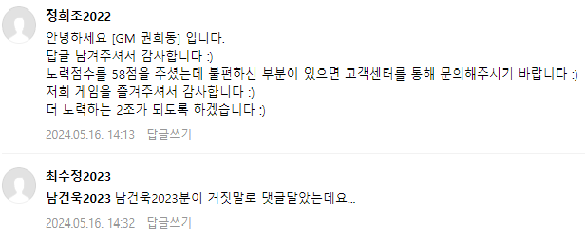 정희조2022
안녕하세요 [GM 권희동] 입니다.
답글 남겨주셔서 감사합니다 :)
노력점수를 58점을 주셨는데 불편하신 부분이 있으면 고객센터를 통해 문의해주시기 바랍니다 :)
저희 게임을 즐겨주셔서 감사합니다 :)
더 노력하는 2조가 되도록 하겠습니다 :)
2024.05.16. 14:13 답글쓰기
최수정2023
남건욱2023 남건욱2023분이 거짓말로 댓글달았는데요...
2024.05.16. 14:32 답글쓰기